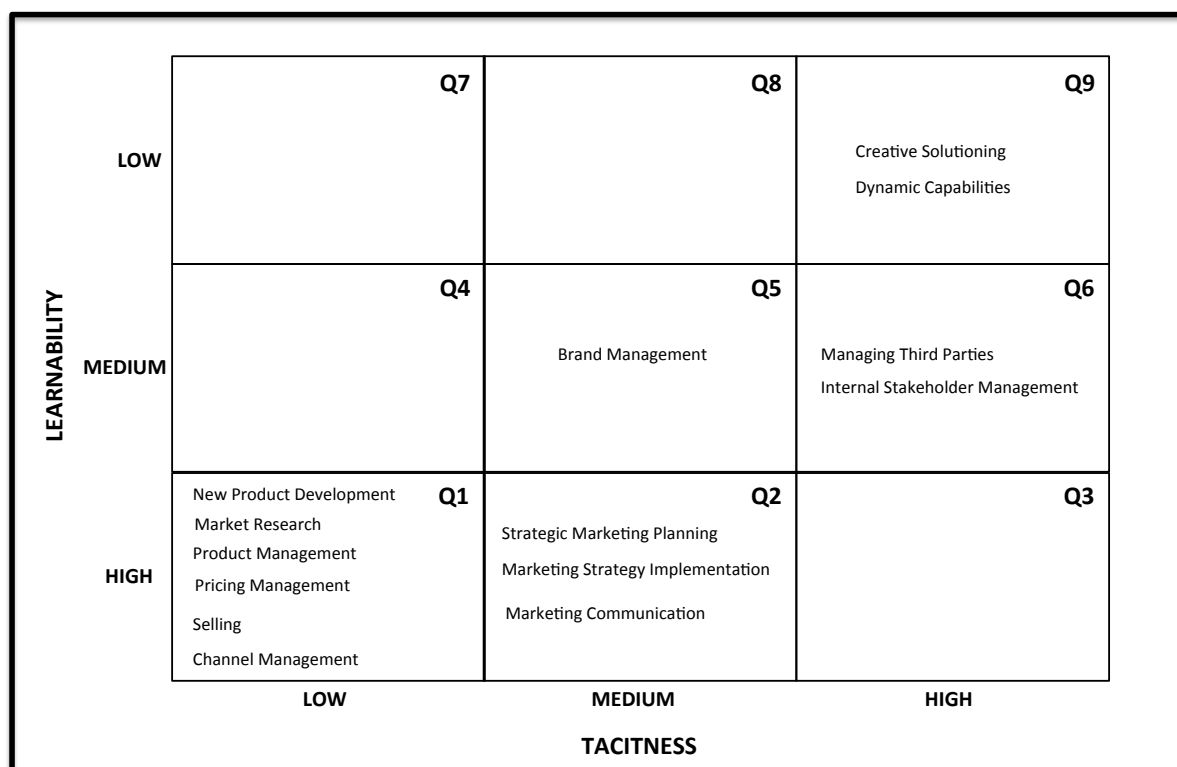 Q7
Q8
Q9
LOW
Creative Solutioning
Dynamic Capabilities
LEARNABILITY
Q4
Q5
Q6
MEDIUM
Brand Management
Managing Third Parties
Internal Stakeholder Management
Q1
Q2
Q3
HIGH
New Product Development
Market Research
Product Management
Pricing Management
Selling
Channel Management
Strategic Marketing Planning
Marketing Strategy Implementation
Marketing Communication
LOW
MEDIUM
HIGH
TACITNESS